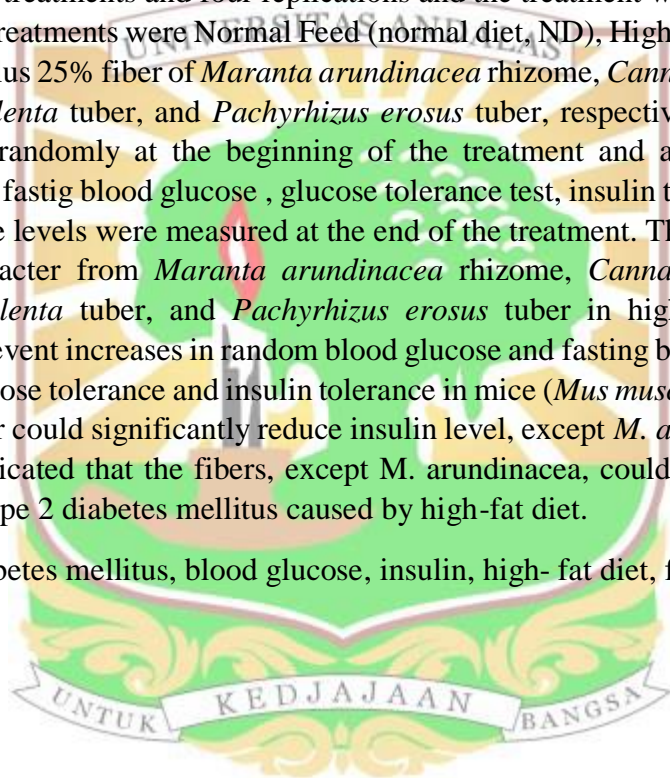 treatments and four replications and the treatment w
reatments were Normal Feed (normal diet, ND), High
lus 25% fiber of Maranta arundinacea rhizome, Cann
lenta tuber, and Pachyrhizus erosus tuber, respectiv
randomly at the beginning of the treatment and a
fastig blood glucose , glucose tolerance test, insulin t
e levels were measured at the end of the treatment. Th
acter from Maranta arundinacea rhizome, Canna
lenta tuber, and Pachyrhizus erosus tuber in high
event increases in random blood glucose and fasting b
ose tolerance and insulin tolerance in mice (Mus musc
r could significantly reduce insulin level, except M. a
licated that the fibers, except M. arundinacea, could
pe 2 diabetes mellitus caused by high-fat diet.
betes mellitus, blood glucose, insulin, high- fat diet, f
UNIVERSITAS ANDALAS
UNTUK KEDJAJAAN BANGSA